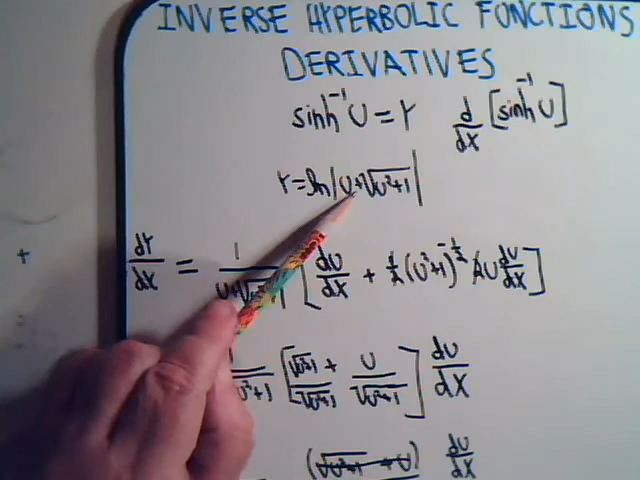 INVERSE HYPERBOLIC FUNCTIONS
DERIVATIVES
sinh⁻¹ U = Y   d/dx [sinh⁻¹ U]
Y = ln|U+√(U²+1)|
dY/dx = 1/(U+√(U²+1)) [dU/dX + 1/2 (U²+1)^(-1/2) 2U dU/dX]
[√(U²+1)/√(U²+1) + U/√(U²+1)] dU/dX
(√(U²+1) + U) dU/dX